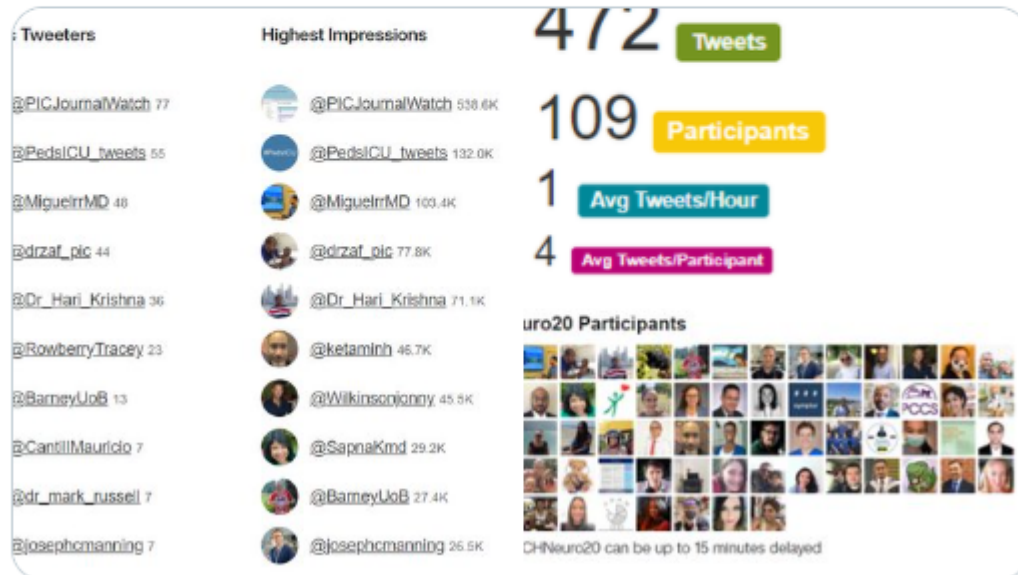 Tweeters
@PICJournalWatch 77
@PedsICU_tweets 55
@MiguelrrMD 48
@drzaf_pic 44
@Dr_Hari_Krishna 36
@RowberryTracey 23
@BarneyUoB 13
@CantilliMauricio 7
@dr_mark_russell 7
@josephcmanning 7
Highest Impressions
@PICJournalWatch 538.6K
@PedsICU_tweets 132.0K
@MiguelrrMD 103.4K
@drzaf_pic 77.8K
@Dr_Hari_Krishna 71.1K
@ketaminh 46.7K
@Wilkinsonjonny 45.5K
@SapnaKmd 29.2K
@BarneyUoB 27.4K
@josephcmanning 26.5K
472 Tweets
109 Participants
1 Avg Tweets/Hour
4 Avg Tweets/Participant
uro20 Participants
PCCS
CHNeuro20 can be up to 15 minutes delayed